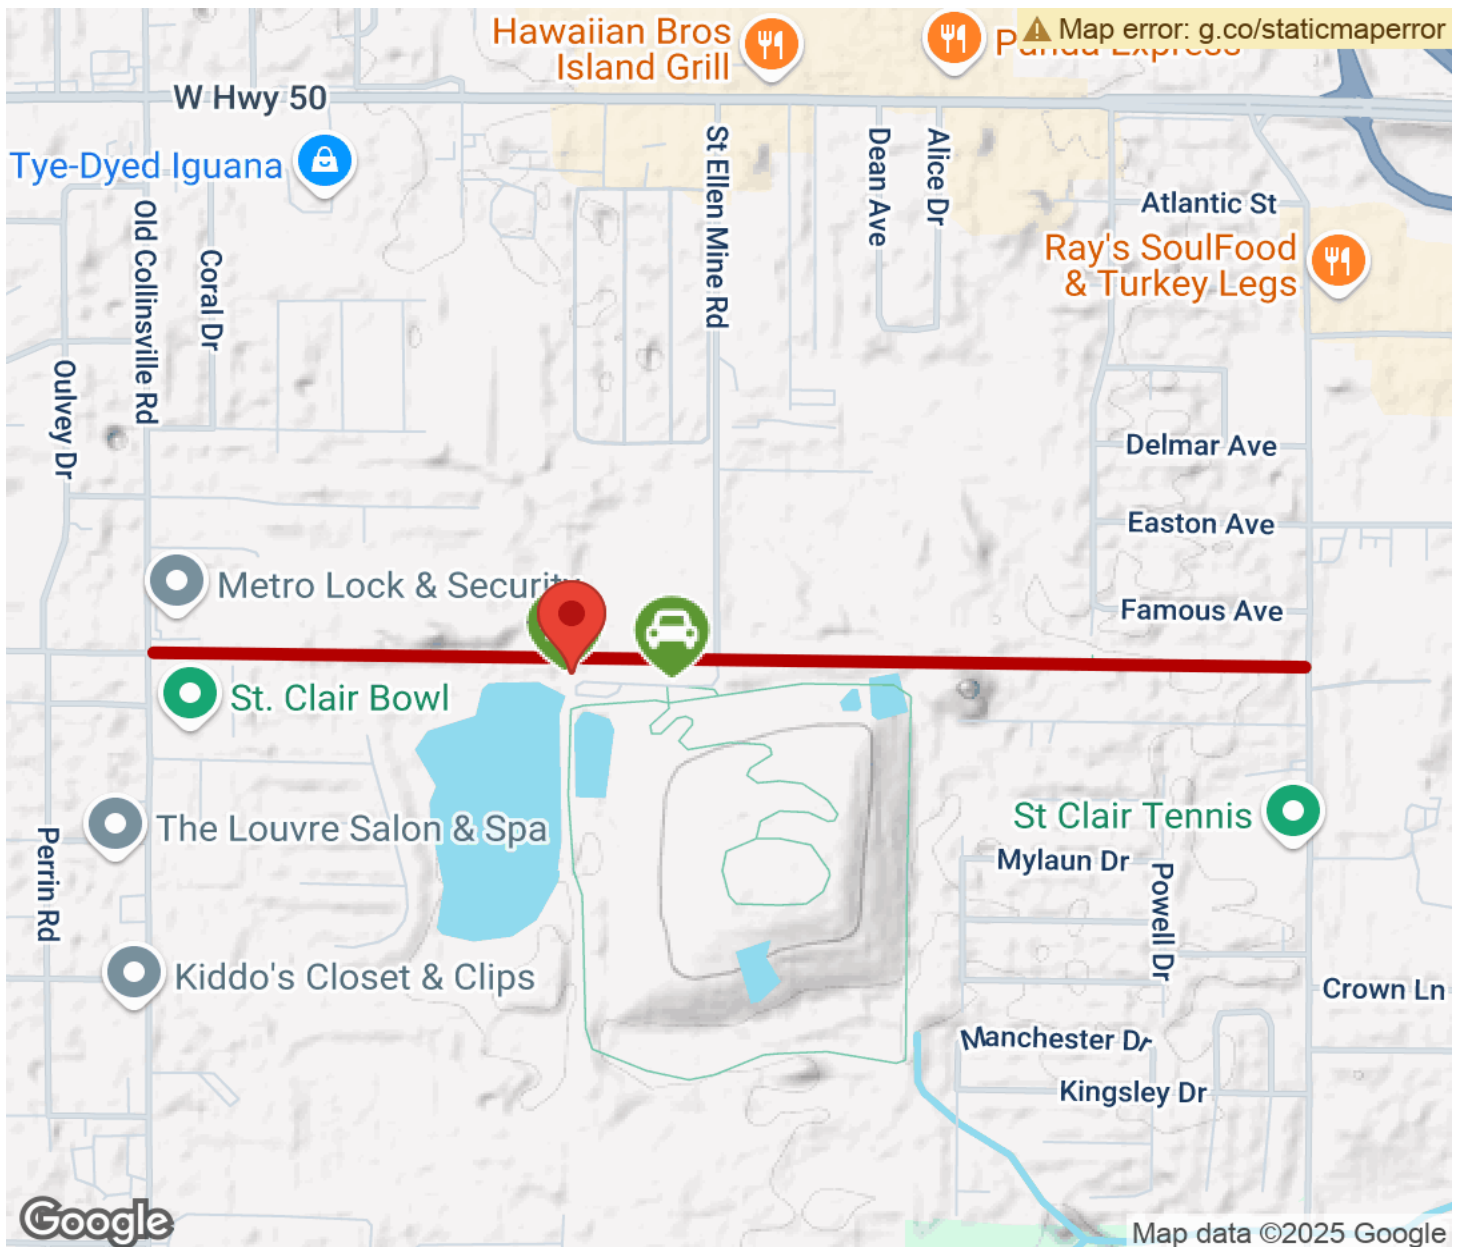 Hawaiian Bros
Island Grill
Panda Express
Map error: g.co/staticmaperror
W Hwy 50
Tye-Dyed Iguana
St Ellen Mine Rd
Dean Ave
Alice Dr
Atlantic St
Old Collinsville Rd
Coral Dr
Ray's SoulFood
& Turkey Legs
Oulvey Dr
Delmar Ave
Easton Ave
Metro Lock & Security
Famous Ave
St. Clair Bowl
The Louvre Salon & Spa
St Clair Tennis
Perrin Rd
Mylaun Dr
Powell Dr
Kiddo's Closet & Clips
Crown Ln
Manchester Dr
Kingsley Dr
Google
Map data ©2025 Google